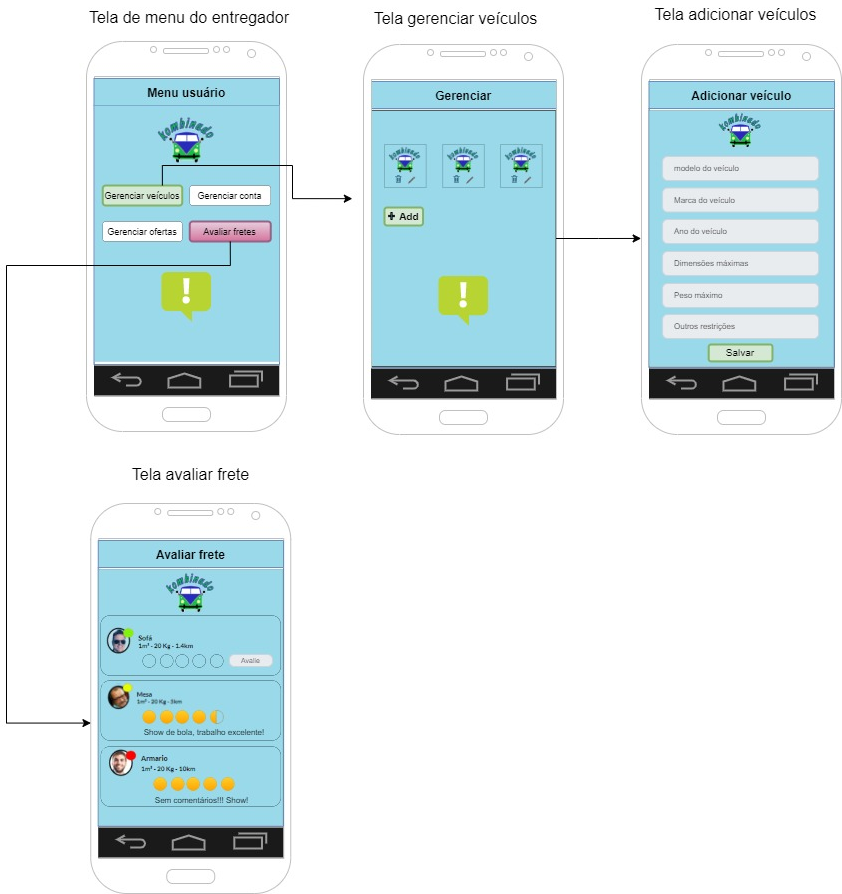 Tela de menu do entregador
Menu usuário
kombinado
Gerenciar veículos
Gerenciar conta
Gerenciar ofertas
Avaliar fretes
!
Tela gerenciar veículos
Gerenciar
kombinado
kombinado
kombinado
+ Add
!
Tela adicionar veículos
Adicionar veículo
kombinado
modelo do veículo
Marca do veículo
Ano do veículo
Dimensões máximas
Peso máximo
Outros restrições
Salvar
Tela avaliar frete
Avaliar frete
kombinado
Sofá
1m³ - 20 Kg - 1.4km
Avalie
Mesa
1m³ - 20 Kg - 3km
Show de bola, trabalho excelente!
Armario
1m³ - 20 Kg - 10km
Sem comentários!!! Show!